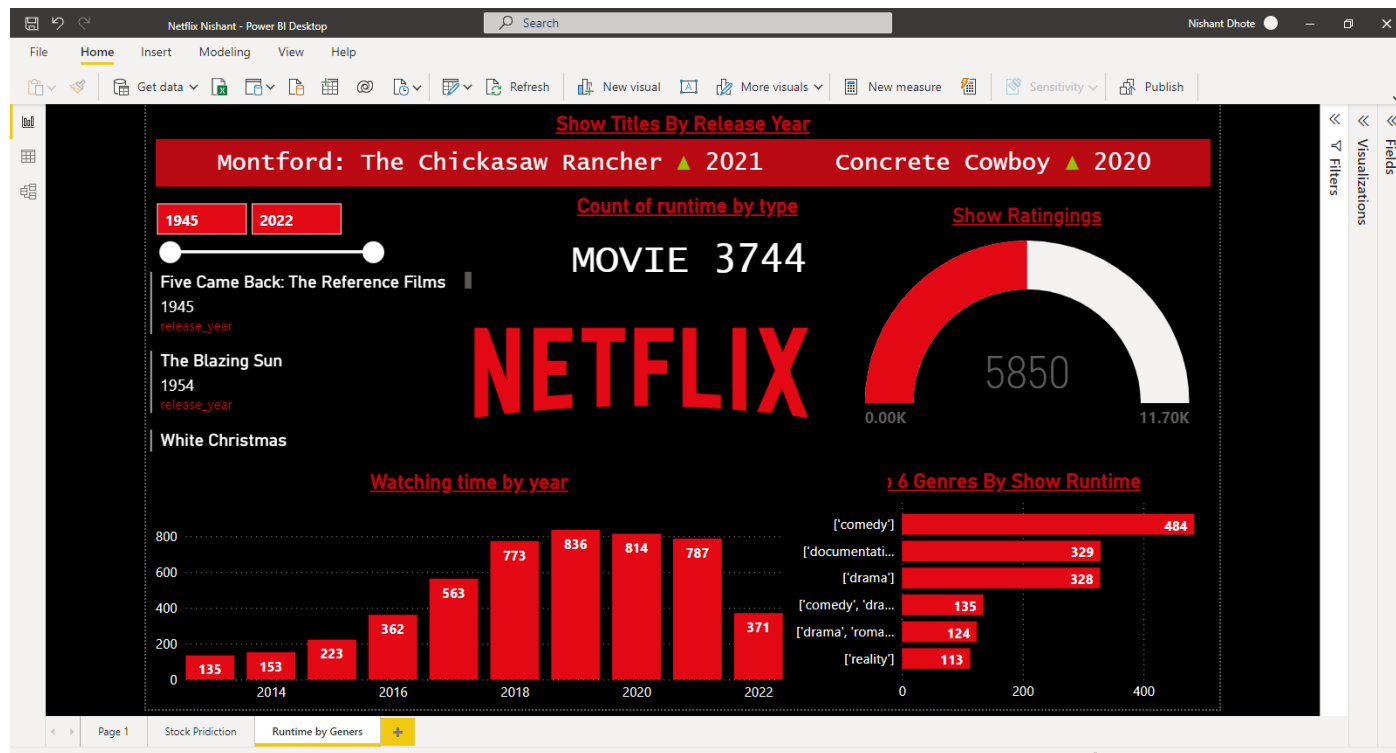 Netflix Nishant - Power BI Desktop
Search
Nishant Dhote
File Home Insert Modeling View Help
Get data Refresh New visual More visuals New measure Sensitivity Publish
Show Titles By Release Year
Montford: The Chickasaw Rancher ▲ 2021 Concrete Cowboy ▲ 2020
1945 2022
Five Came Back: The Reference Films
1945
release_year
The Blazing Sun
1954
release_year
White Christmas
Count of runtime by type
MOVIE 3744
NETFLIX
Show Ratingings
5850
0.00K 11.70K
Watching time by year
800
600
400
200
0
135 153 223 362 563 773 836 814 787 371
2014 2016 2018 2020 2022
6 Genres By Show Runtime
['comedy'] 484
['documentati... 329
['drama'] 328
['comedy', 'dra... 135
['drama', 'roma... 124
['reality'] 113
0 200 400
Filters
Visualizations
Fields
Page 1 Stock Pridiction Runtime by Geners +